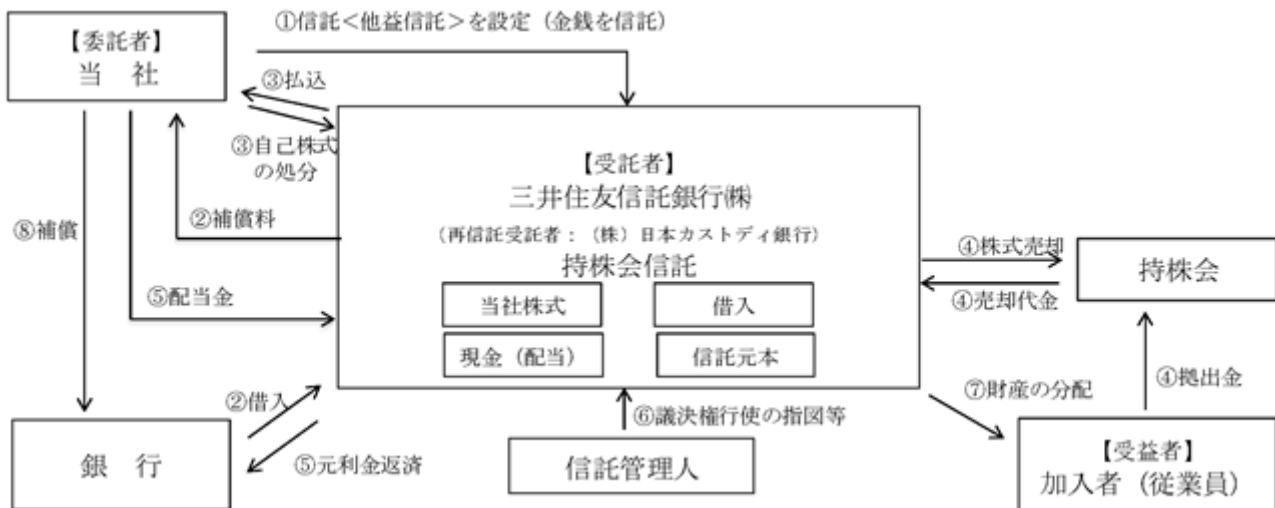 ①信託<他益信託>を設定（金銭を信託）
【委託者】
当　社
③払込
③自己株式
の処分
【受託者】
三井住友信託銀行㈱
（再信託受託者：（株）日本カストディ銀行）
持株会信託
②補償料
⑧補償
④株式売却
持株会
⑤配当金
当社株式
借入
④売却代金
現金（配当）
信託元本
④拠出金
⑦財産の分配
②借入
⑥議決権行使の指図等
銀　行
⑤元利金返済
信託管理人
【受益者】
加入者（従業員）